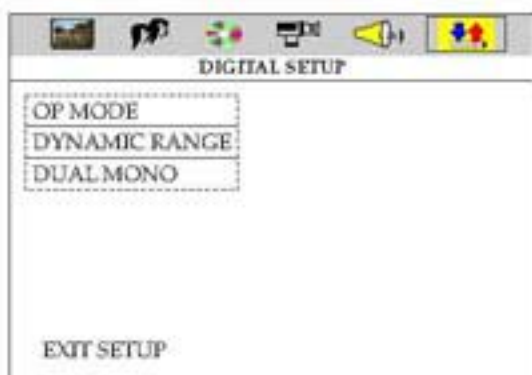 DIGITAL SETUP
OP MODE
DYNAMIC RANGE
DUAL MONO
EXIT SETUP